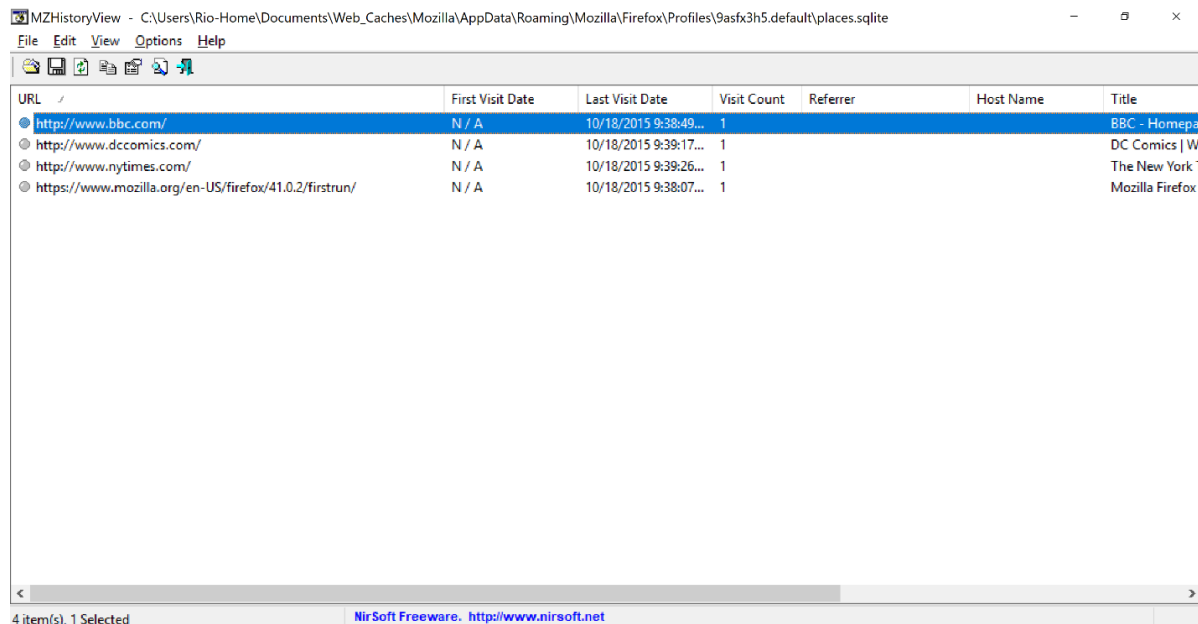 MZHistoryView - C:\Users\Rio-Home\Documents\Web_Caches\Mozilla\AppData\Roaming\Mozilla\Firefox\Profiles\9asfx3h5.default\places.sqlite
File Edit View Options Help
URL First Visit Date Last Visit Date Visit Count Referrer Host Name Title
http://www.bbc.com/ N / A 10/18/2015 9:38:49... 1 BBC - Homepa
http://www.dccomics.com/ N / A 10/18/2015 9:39:17... 1 DC Comics | W
http://www.nytimes.com/ N / A 10/18/2015 9:39:26... 1 The New York T
https://www.mozilla.org/en-US/firefox/41.0.2/firstrun/ N / A 10/18/2015 9:38:07... 1 Mozilla Firefox
4 item(s), 1 Selected NirSoft Freeware. http://www.nirsoft.net